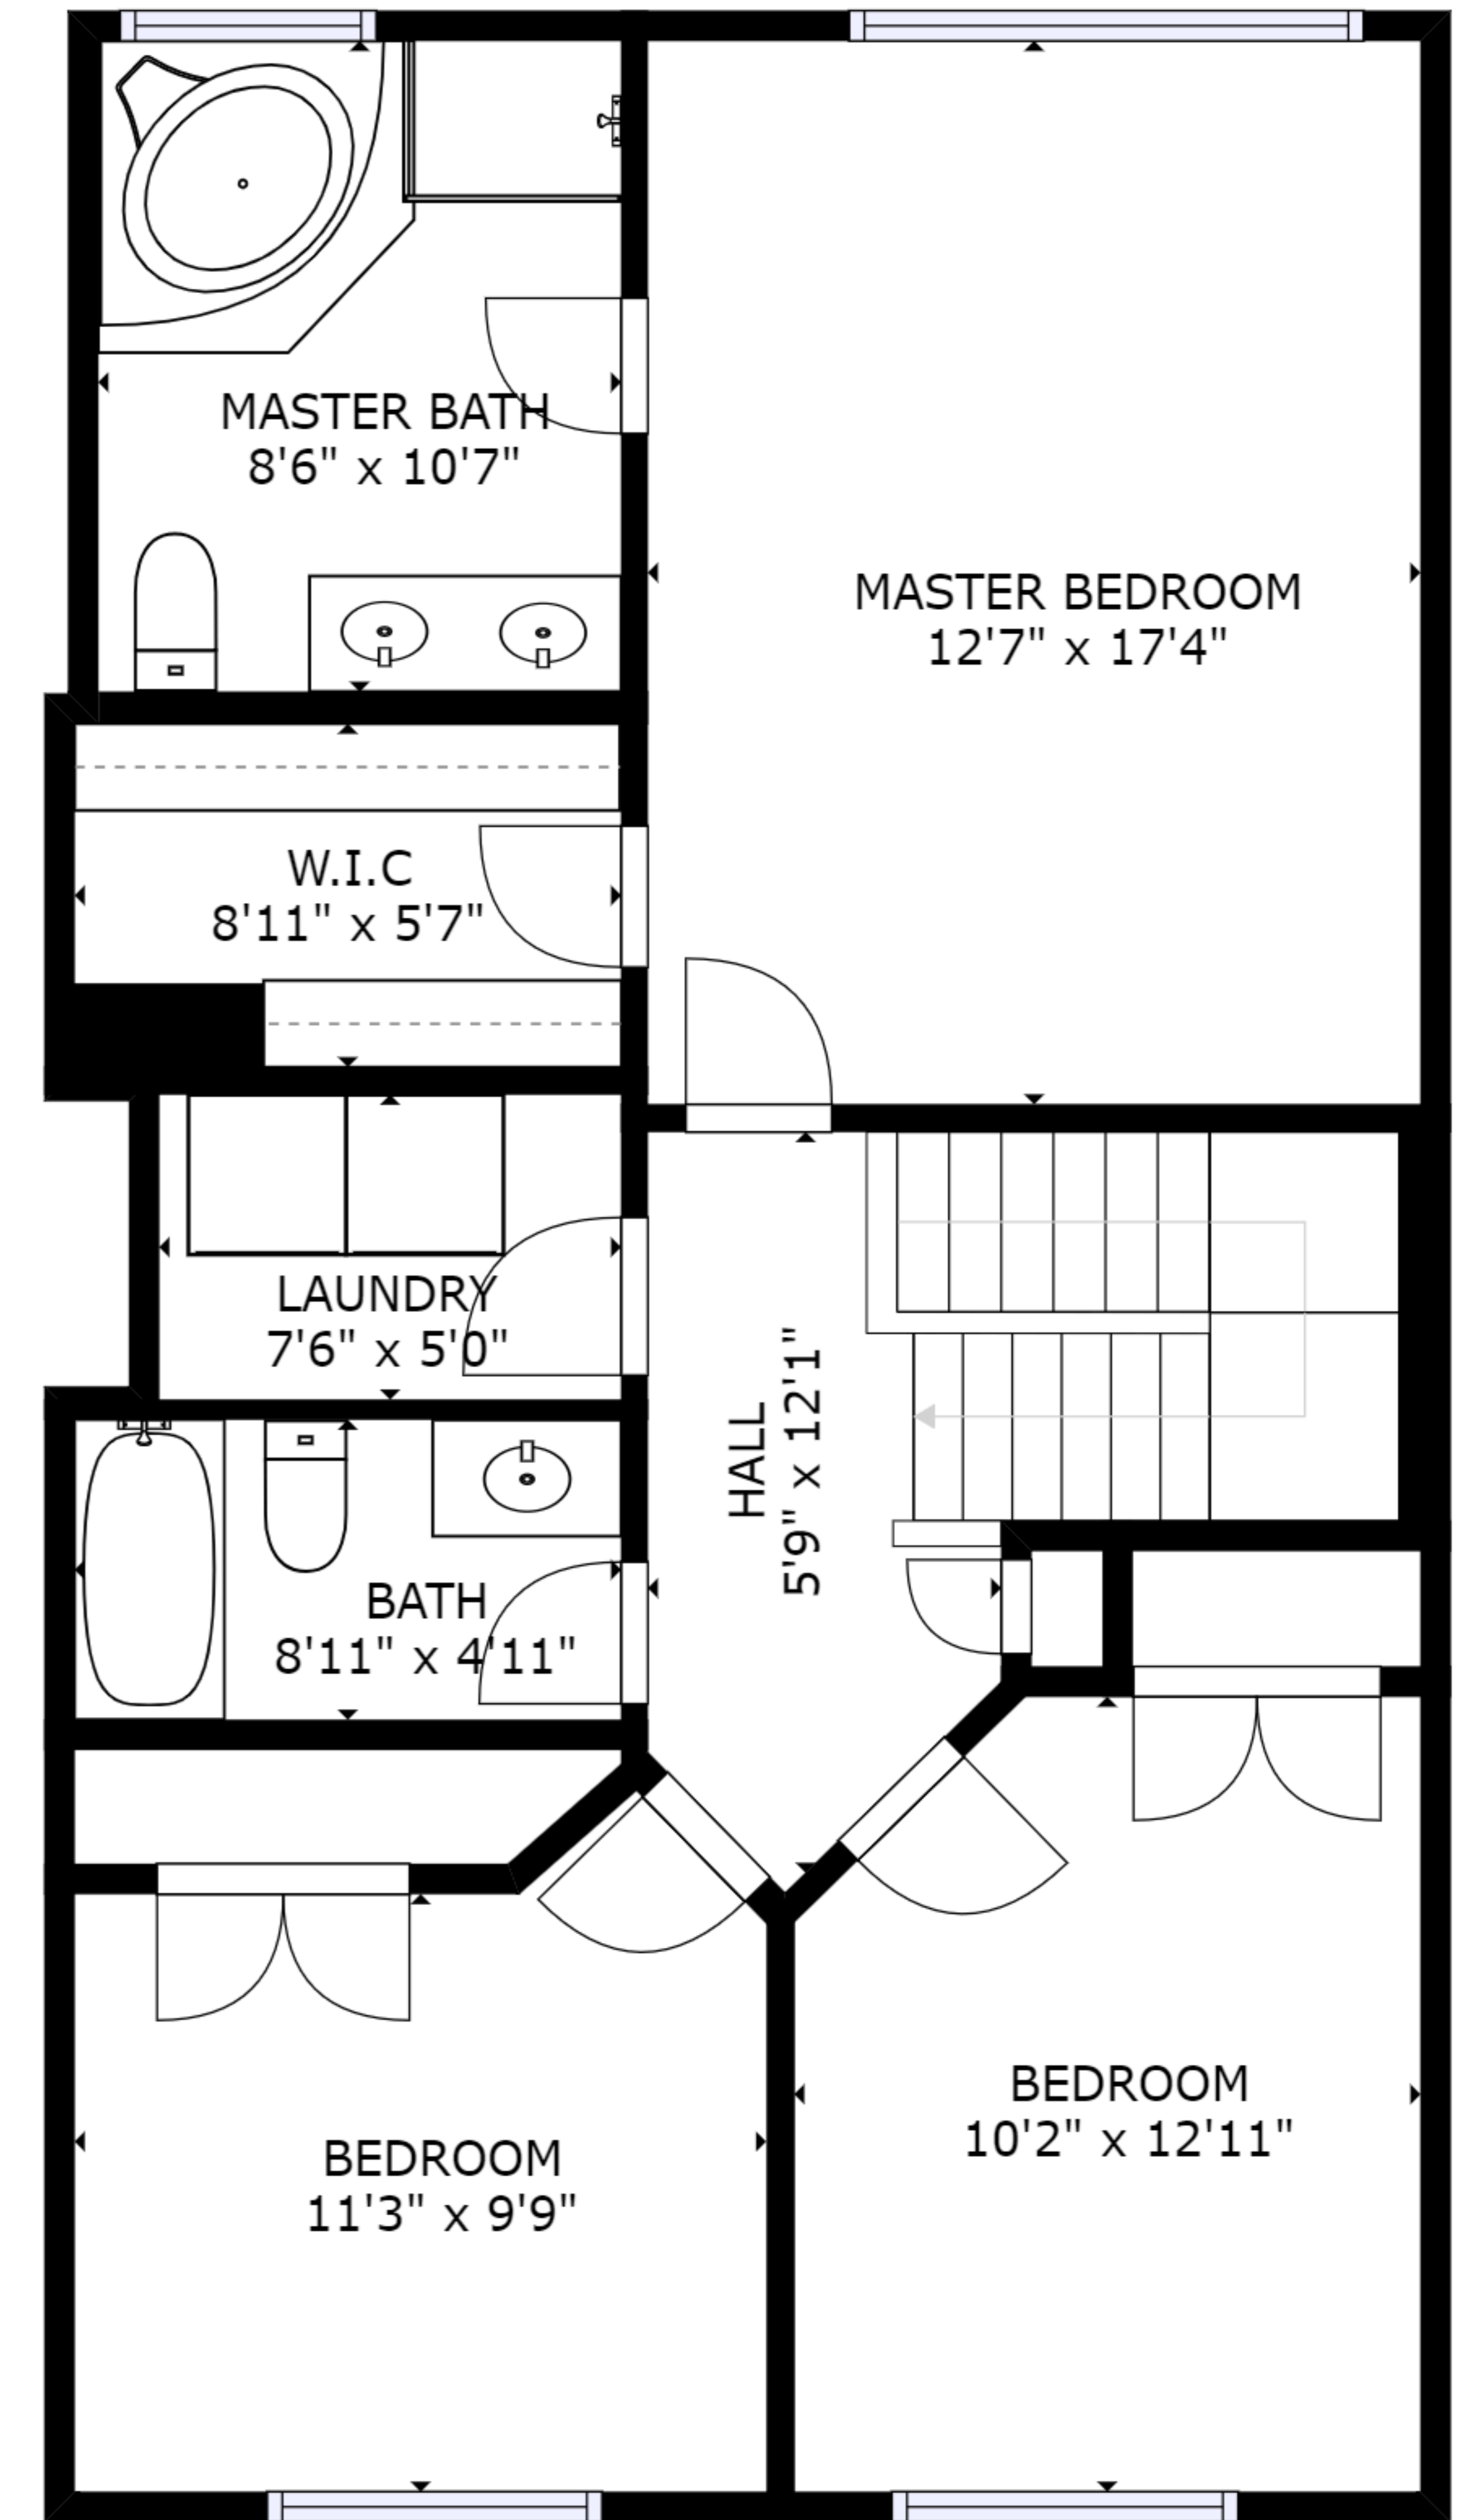 MASTER BATH
8'6" x 10'7"
MASTER BEDROOM
12'7" x 17'4"
W.I.C
8'11" x 5'7"
LAUNDRY
7'6" x 5'0"
HALL
5'9" x 12'1"
BATH
8'11" x 4'11"
BEDROOM
10'2" x 12'11"
BEDROOM
11'3" x 9'9"